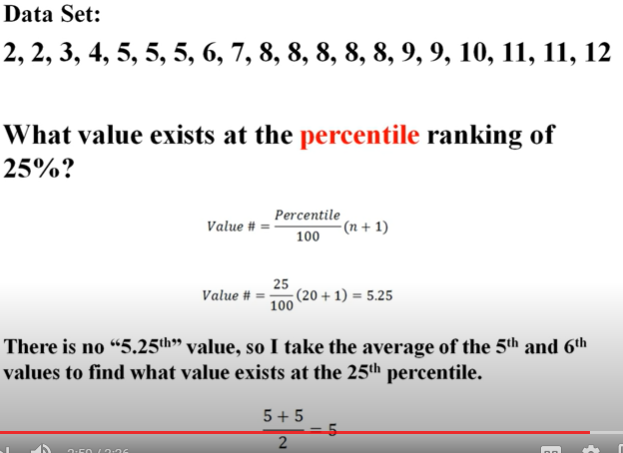 Data Set:
2, 2, 3, 4, 5, 5, 5, 6, 7, 8, 8, 8, 8, 8, 9, 9, 10, 11, 11, 12
What value exists at the percentile ranking of
25%?
Value # = Percentile/100 (n + 1)
Value # = 25/100 (20 + 1) = 5.25
There is no “5.25th” value, so I take the average of the 5th and 6th
values to find what value exists at the 25th percentile.
5 + 5/2 = 5